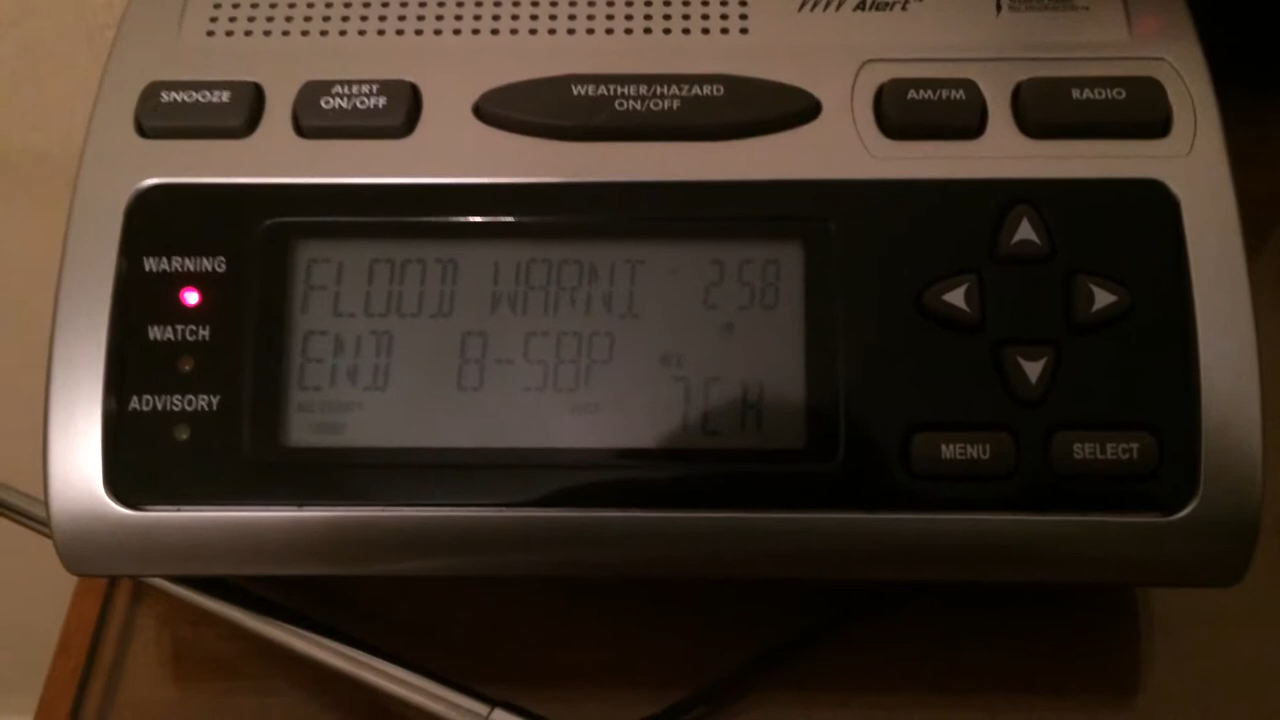 Alert™
SNOOZE
ALERT
ON/OFF
WEATHER/HAZARD
ON/OFF
AM/FM
RADIO
WARNING
WATCH
ADVISORY
FLOOD WARNI 2:58
END 8-58P
MENU
SELECT